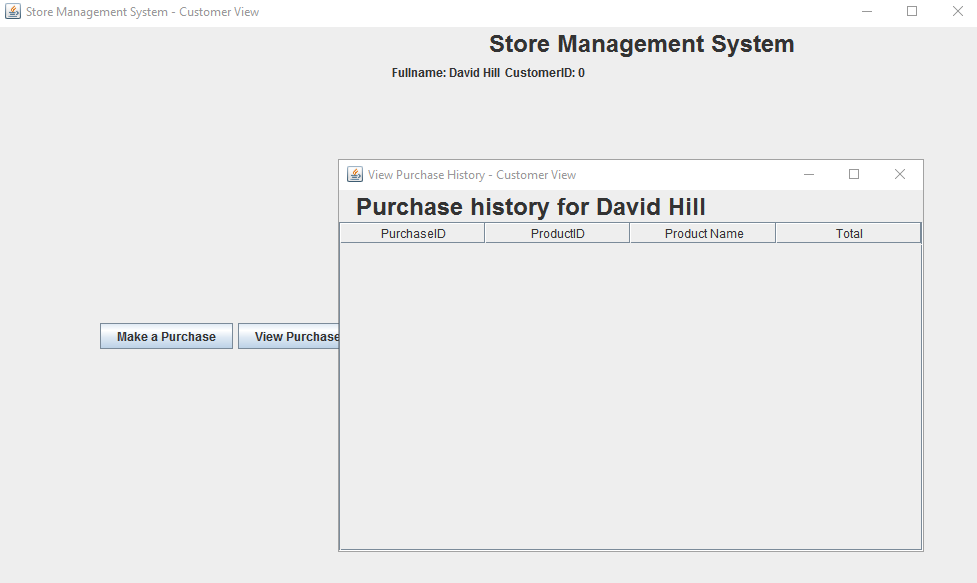 Store Management System - Customer View
Store Management System
Fullname: David Hill CustomerID: 0
View Purchase History - Customer View
Purchase history for David Hill
PurchaseID ProductID Product Name Total
Make a Purchase View Purchase